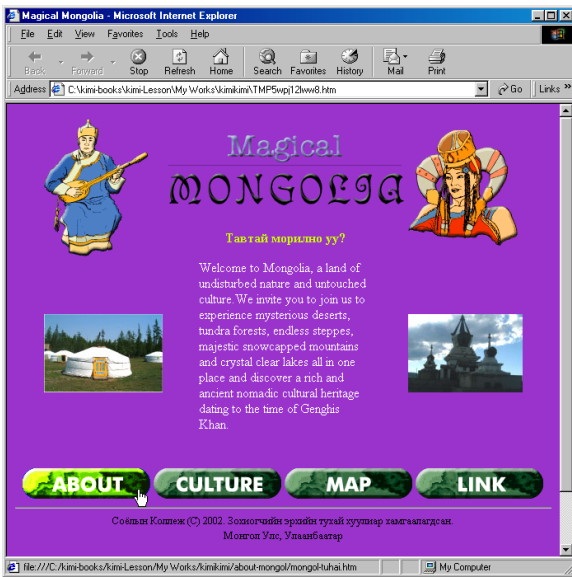 Magical Mongolia - Microsoft Internet Explorer
File Edit View Favorites Tools Help
Back Forward Stop Refresh Home Search Favorites History Mail Print
Address C:\kimi-books\kimi-Lesson\My Works\kimikimi\TMP5wpj12lww8.htm Go Links »
Magical
MONGOLIA
Тавтай морилно уу?
Welcome to Mongolia, a land of
undisturbed nature and untouched
culture.We invite you to join us to
experience mysterious deserts,
tundra forests, endless steppes,
majestic snowcapped mountains
and crystal clear lakes all in one
place and discover a rich and
ancient nomadic cultural heritage
dating to the time of Genghis
Khan.
ABOUT CULTURE MAP LINK
Соёлын Коллеж (C) 2002. Зохиогчийн эрхийн тухай хуулиар хамгаалагдсан.
Монгол Улс, Улаанбаатар
file:///C:/kimi-books/kimi-Lesson/My Works/kimikimi/about-mongol/mongol-tuhai.htm My Computer